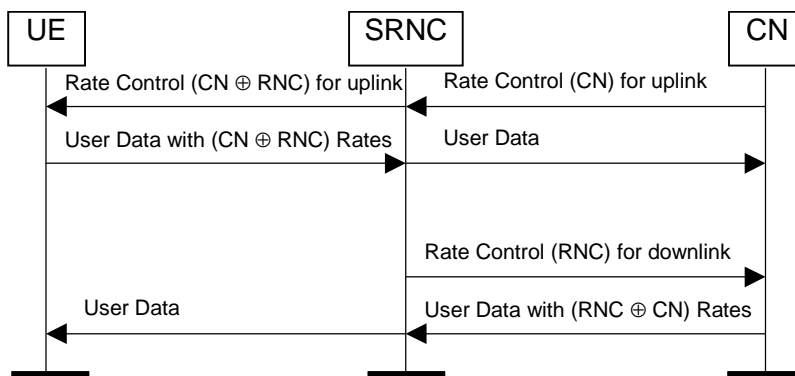 UE
SRNC
CN
Rate Control (CN ⊕ RNC) for uplink
Rate Control (CN) for uplink
User Data with (CN ⊕ RNC) Rates
User Data
Rate Control (RNC) for downlink
User Data
User Data with (RNC ⊕ CN) Rates